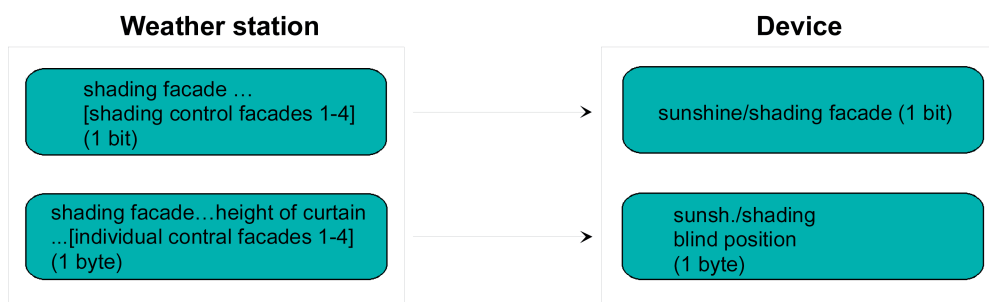 Weather station
Device
shading facade …
[shading control facades 1-4]
(1 bit)
sunshine/shading facade (1 bit)
shading facade…height of curtain
...[individual contral facades 1-4]
(1 byte)
sunsh./shading
blind position
(1 byte)